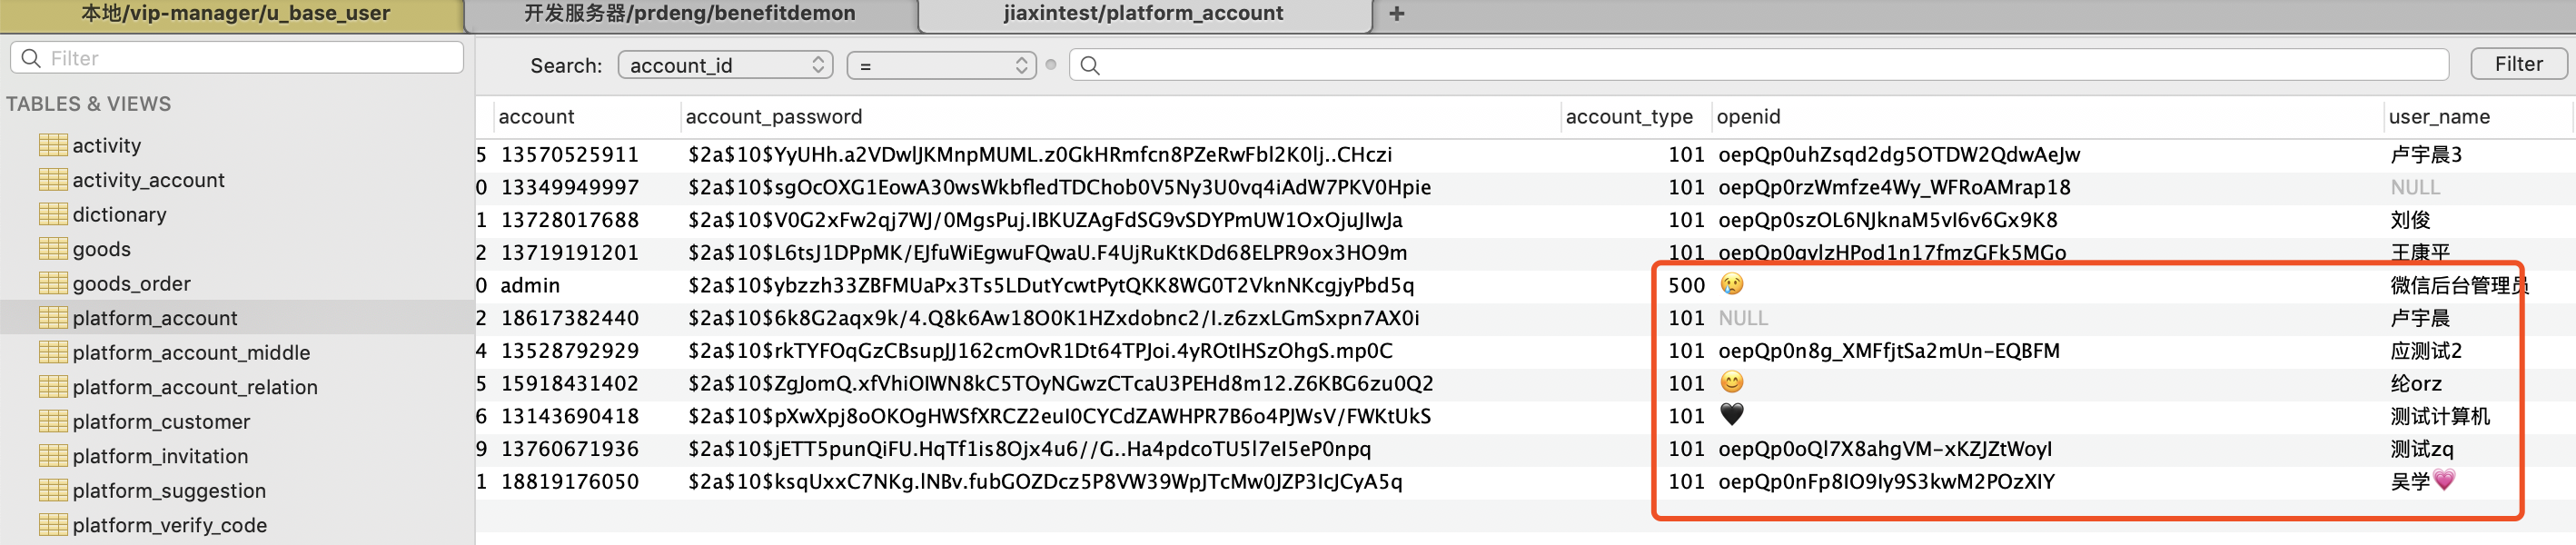 本地/vip-manager/u_base_user
开发服务器/prdeng/benefitdemon
jiaxintest/platform_account
+
Filter
Search: account_id = Filter
TABLES & VIEWS
activity
activity_account
dictionary
goods
goods_order
platform_account
platform_account_middle
platform_account_relation
platform_customer
platform_invitation
platform_suggestion
platform_verify_code
account account_password account_type openid user_name
5 13570525911 $2a$10$YyUHh.a2VDwlJKMnpMUML.z0GkHRmfcn8PZeRwFbl2K0lj..CHczi 101 oepQp0uhZsqd2dg5OTDW2QdwAeJw 卢宇晨3
0 13349949997 $2a$10$sgOcOXG1EowA30wsWkbfledTDChob0V5Ny3U0vq4iAdW7PKV0Hpie 101 oepQp0rzWmfze4Wy_WFRoAMrap18 NULL
1 13728017688 $2a$10$V0G2xFw2qj7WJ/0MgsPuj.IBKUZAgFdSG9vSDYPmUW1OxOjuJIwJa 101 oepQp0szOL6NJknaM5vI6v6Gx9K8 刘俊
2 13719191201 $2a$10$L6tsJ1DPpMK/EJfuWiEgwuFQwaU.F4UjRuKtKDd68ELPR9ox3HO9m 101 oepQp0qylzHPod1n17fmzGFk5MGo 王康平
0 admin $2a$10$ybzzh33ZBFMUaPx3Ts5LDutYcwtPytQKK8WG0T2VknNKcgjyPbd5q 500 😢 微信后台管理员
2 18617382440 $2a$10$6k8G2aqx9k/4.Q8k6Aw18O0K1HZxdobnc2/I.z6zxLGmSxpn7AX0i 101 NULL 卢宇晨
4 13528792929 $2a$10$rkTYFOqGzCBsupJJ162cmOvR1Dt64TPJoi.4yROtIHSzOhgS.mp0C 101 oepQp0n8g_XMFfjtSa2mUn-EQBFM 应测试2
5 15918431402 $2a$10$ZgJomQ.xfVhiOIWN8kC5TOyNGwzCTcaU3PEHd8m12.Z6KBG6zu0Q2 101 😊 纶orz
6 13143690418 $2a$10$pXwXpj8oOKOgHWSfXRCZ2euI0CYCdZAWHPR7B6o4PJWsV/FWKtUkS 101 🖤 测试计算机
9 13760671936 $2a$10$jETT5punQiFU.HqTf1is8Ojx4u6//G..Ha4pdcoTU5l7eI5eP0npq 101 oepQp0oQl7X8ahgVM-xKZJZtWoyI 测试zq
1 18819176050 $2a$10$ksqUxxC7NKg.lNBv.fubGOZDcz5P8VW39WpJTcMw0JZP3IcJCyA5q 101 oepQp0nFp8IO9Iy9S3kwM2POzXIY 吴学💗